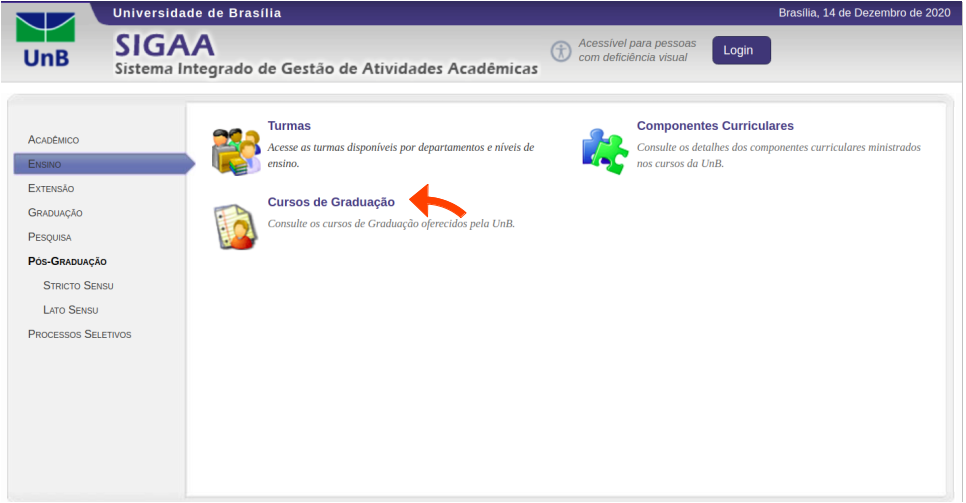 Universidade de Brasília
Brasília, 14 de Dezembro de 2020
UnB
SIGAA
Sistema Integrado de Gestão de Atividades Acadêmicas
Acessível para pessoas
com deficiência visual
Login
Acadêmico
Ensino
Extensão
Graduação
Pesquisa
Pós-Graduação
Stricto Sensu
Lato Sensu
Processos Seletivos
Turmas
Acesse as turmas disponíveis por departamentos e níveis de
ensino.
Componentes Curriculares
Consulte os detalhes dos componentes curriculares ministrados
nos cursos da UnB.
Cursos de Graduação
Consulte os cursos de Graduação oferecidos pela UnB.